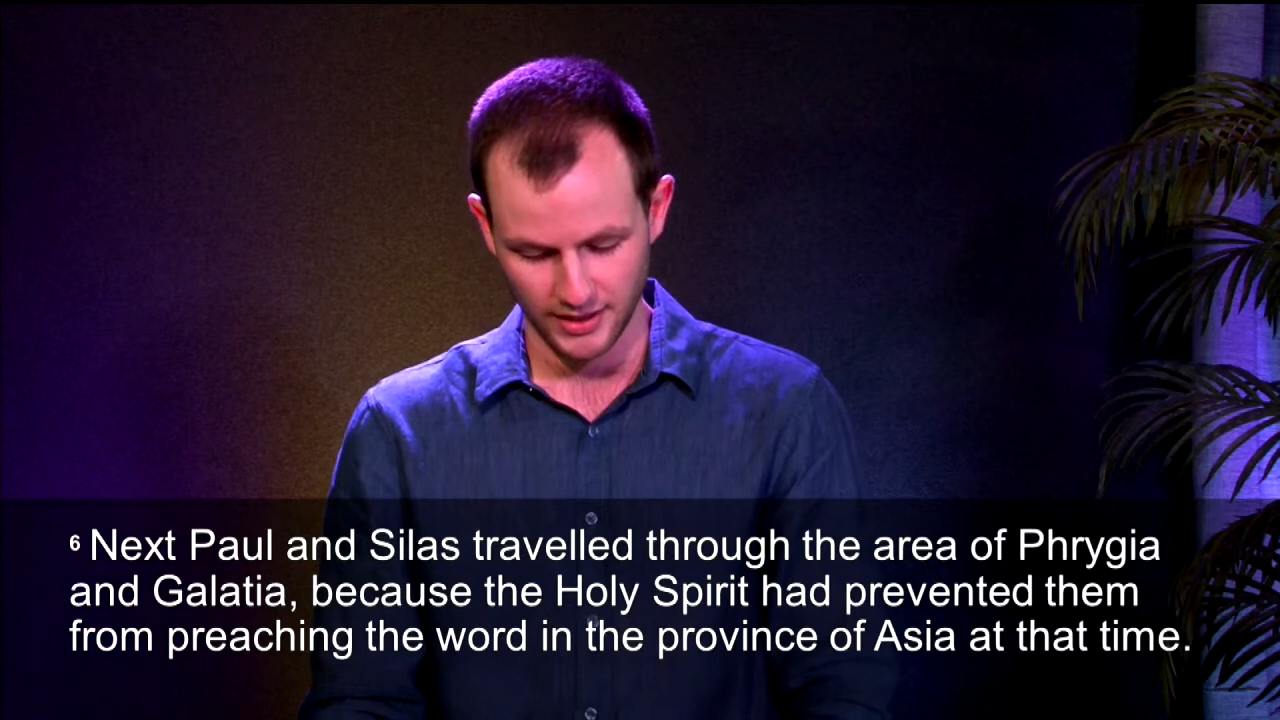 6 Next Paul and Silas travelled through the area of Phrygia
and Galatia, because the Holy Spirit had prevented them
from preaching the word in the province of Asia at that time.